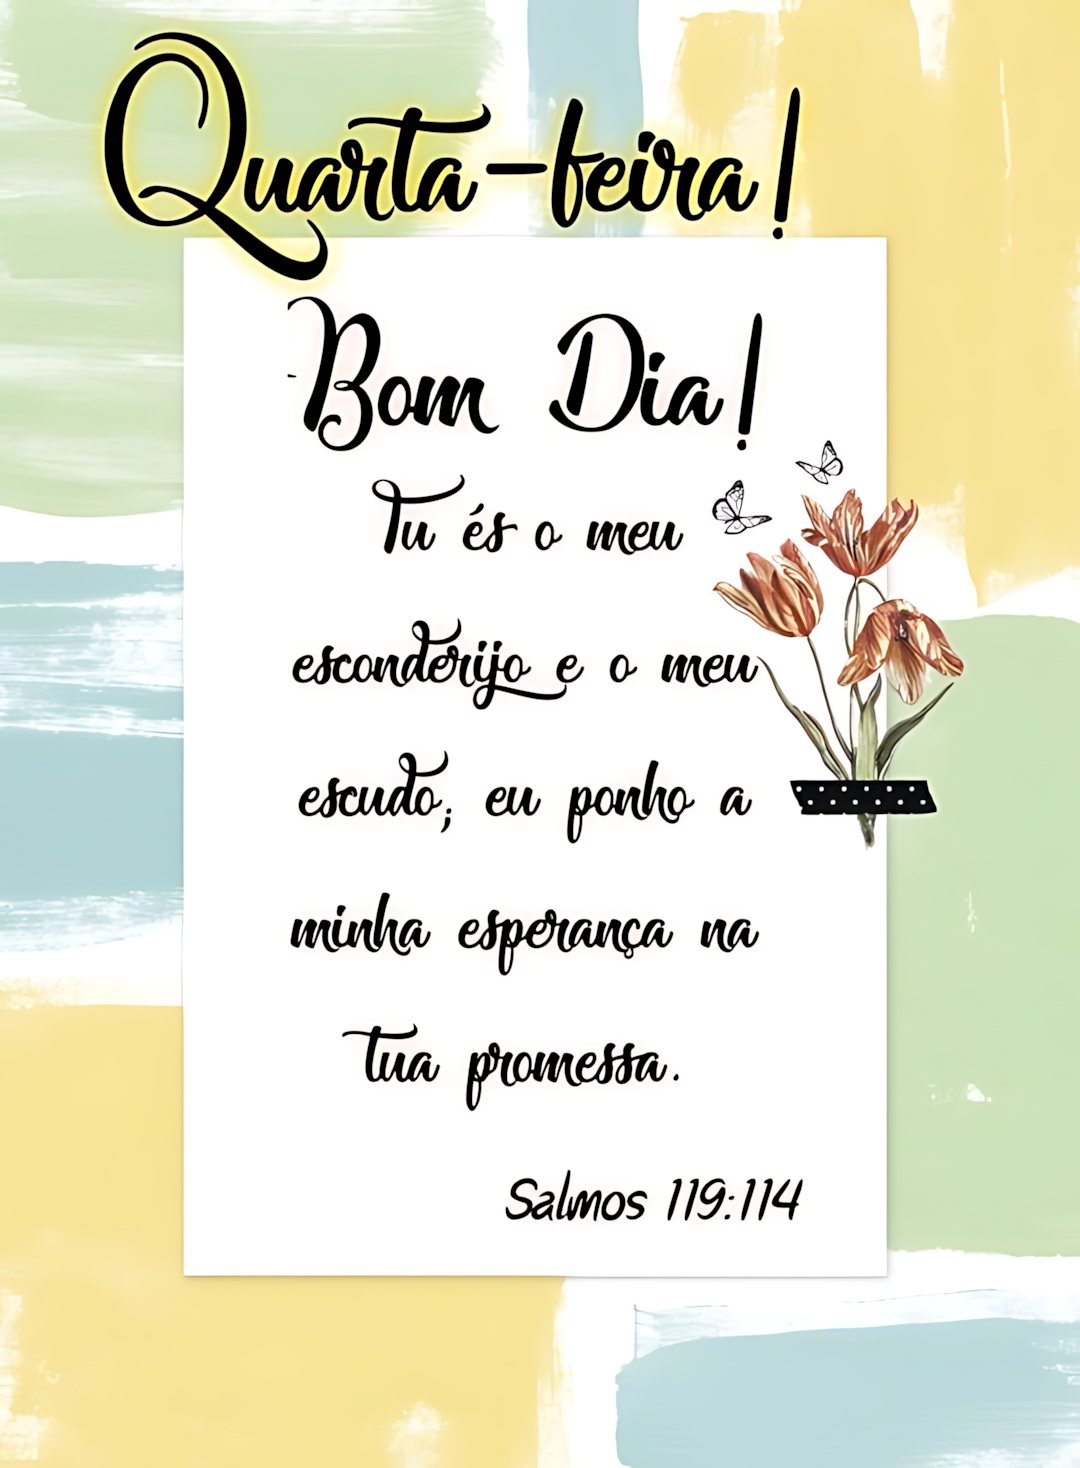 Quarta-feira!
Bom Dia!
Tu és o meu
esconderijo e o meu
escudo; eu ponho a
minha esperança na
tua promessa.
Salmos 119:114